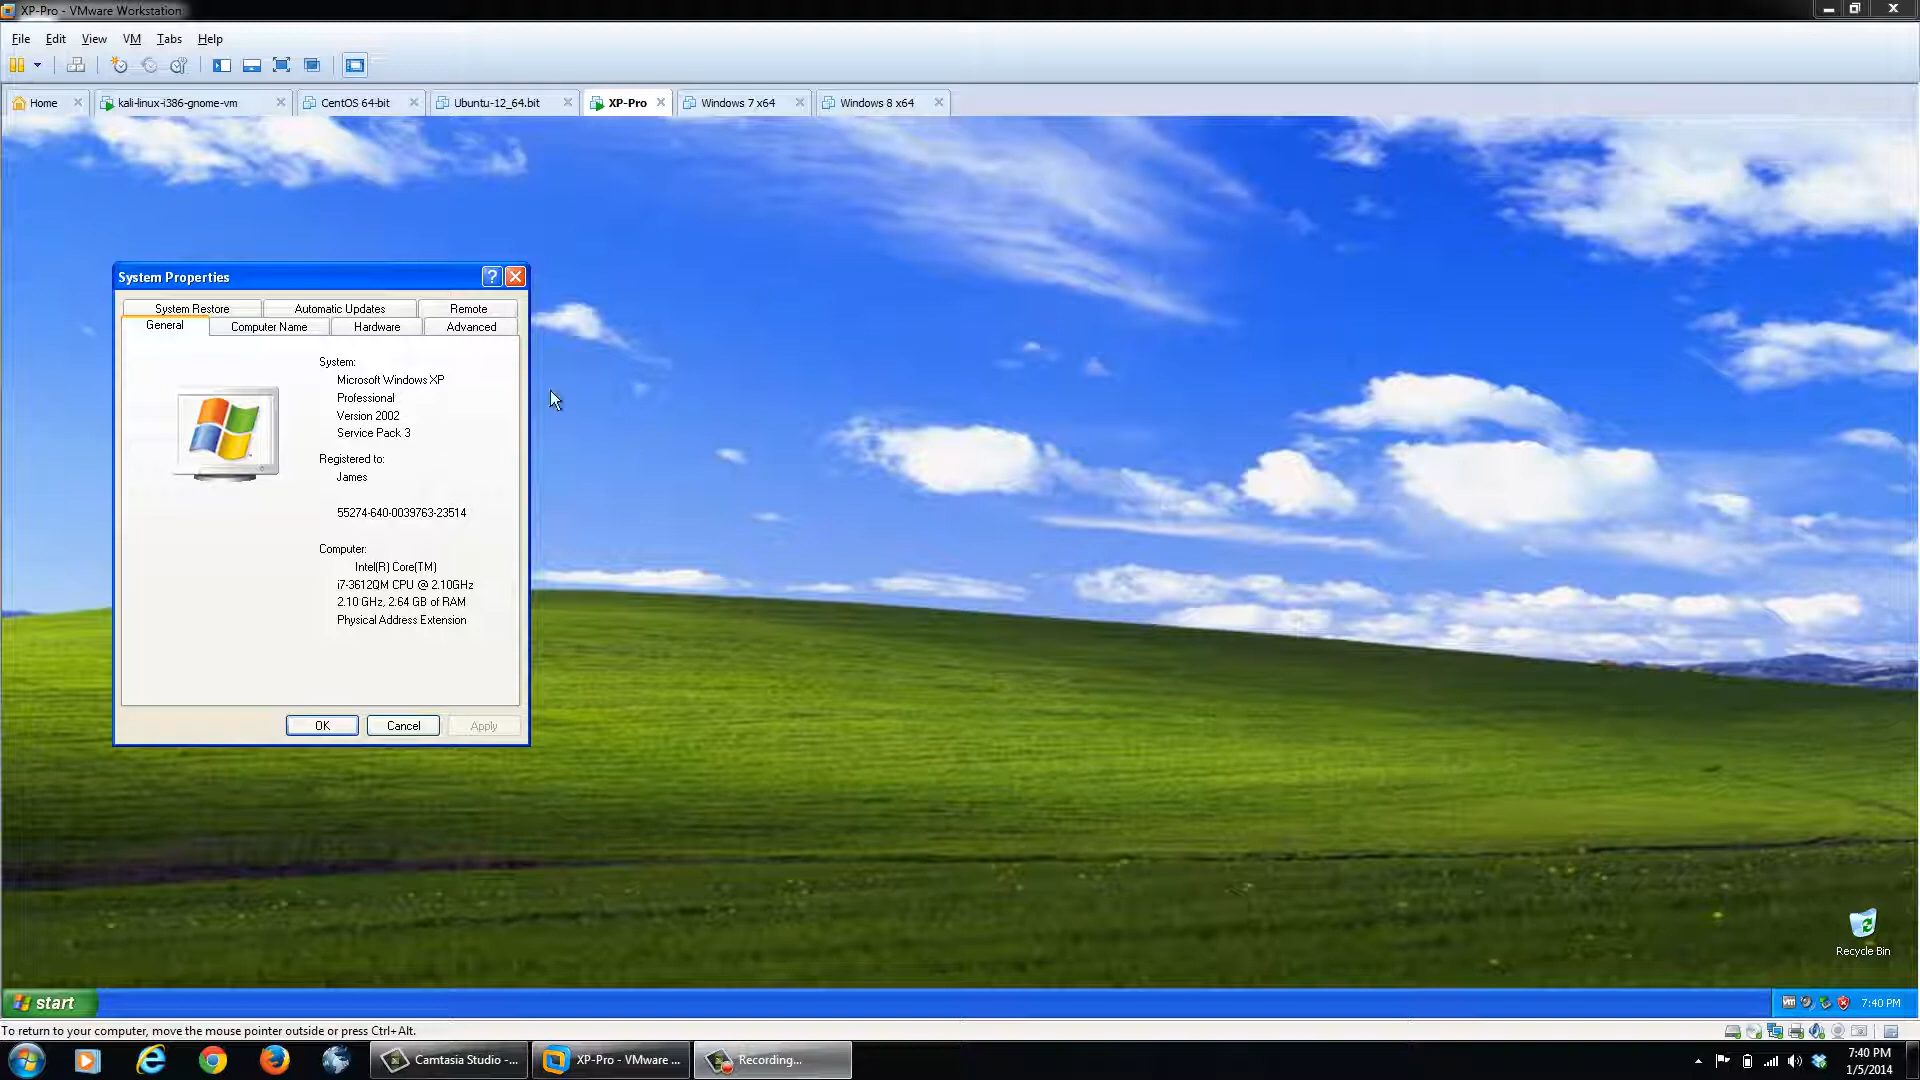 XP-Pro - VMware Workstation
File Edit View VM Tabs Help
Home kali-linux-i386-gnome-vm CentOS 64-bit Ubuntu-12_64.bit XP-Pro Windows 7 x64 Windows 8 x64
System Properties
System Restore Automatic Updates Remote
General Computer Name Hardware Advanced
System:
Microsoft Windows XP
Professional
Version 2002
Service Pack 3
Registered to:
James
55274-640-0039763-23514
Computer:
Intel(R) Core(TM)
i7-3612QM CPU @ 2.10GHz
2.10 GHz, 2.64 GB of RAM
Physical Address Extension
OK Cancel Apply
Recycle Bin
start 7:40 PM
To return to your computer, move the mouse pointer outside or press Ctrl+Alt.
Camtasia Studio -... XP-Pro - VMware ... Recording... 7:40 PM
1/5/2014